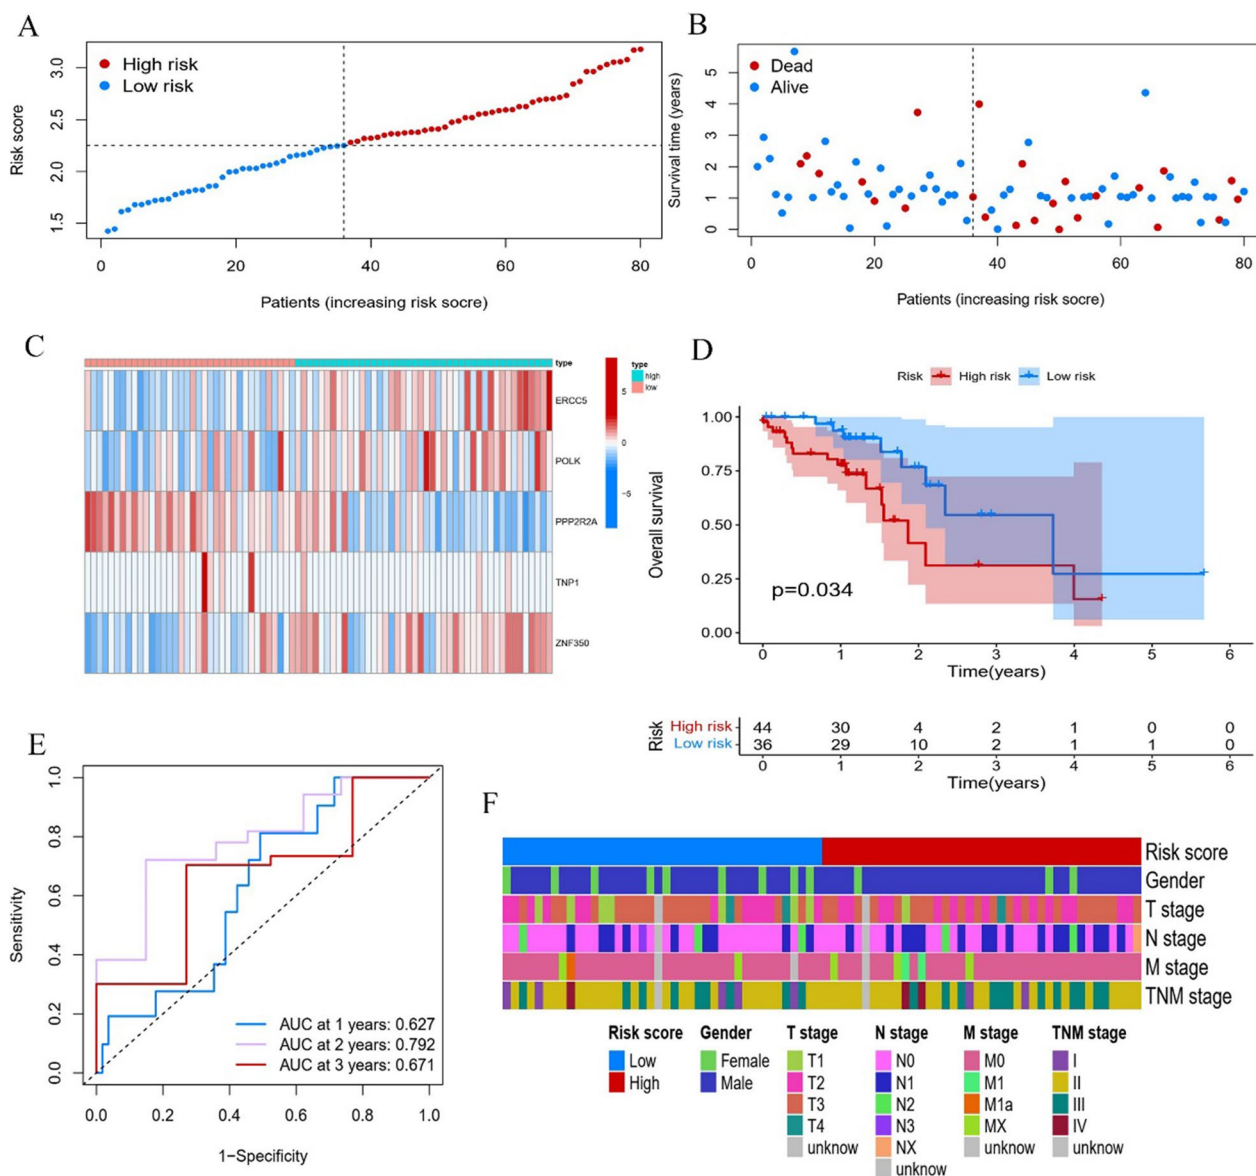 A
High risk
Low risk
Risk score
3.0
2.5
2.0
1.5
0 20 40 60 80
Patients (increasing risk socre)
B
Dead
Alive
Survival time (years)
5
4
3
2
1
0
0 20 40 60 80
Patients (increasing risk socre)
C
type
ERCC5
POLK
PPP2R2A
TNP1
ZNF350
5
0
−5
type
high
low
D
Risk High risk Low risk
Overall survival
1.00
0.75
0.50
0.25
0.00
p=0.034
0 1 2 3 4 5 6
Time(years)
Risk
High risk 44 30 4 2 1 0 0
Low risk 36 29 10 2 1 1 0
0 1 2 3 4 5 6
Time(years)
E
Sensitivity
1.0
0.8
0.6
0.4
0.2
0.0
AUC at 1 years: 0.627
AUC at 2 years: 0.792
AUC at 3 years: 0.671
0.0 0.2 0.4 0.6 0.8 1.0
1−Specificity
F
Risk score
Gender
T stage
N stage
M stage
TNM stage
Risk score
Low
High
Gender
Female
Male
T stage
T1
T2
T3
T4
unknow
N stage
N0
N1
N2
N3
NX
unknow
M stage
M0
M1
M1a
MX
unknow
TNM stage
I
II
III
IV
unknow